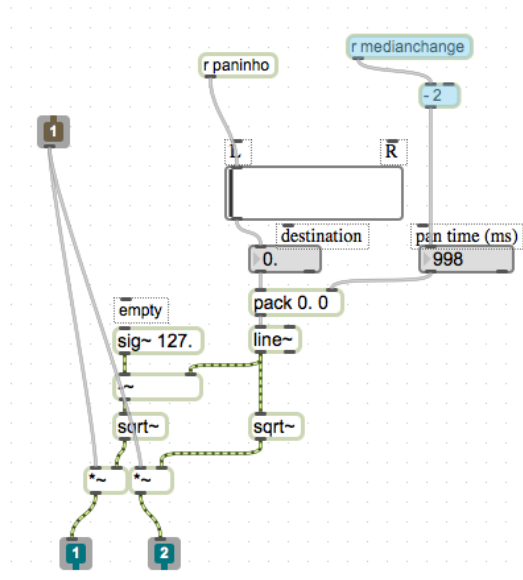 r medianchange
r paninho
- 2
1
L
R
destination
pan time (ms)
0.
998
pack 0. 0
empty
sig~ 127.
line~
-~
sqrt~
sqrt~
*~
*~
1
2